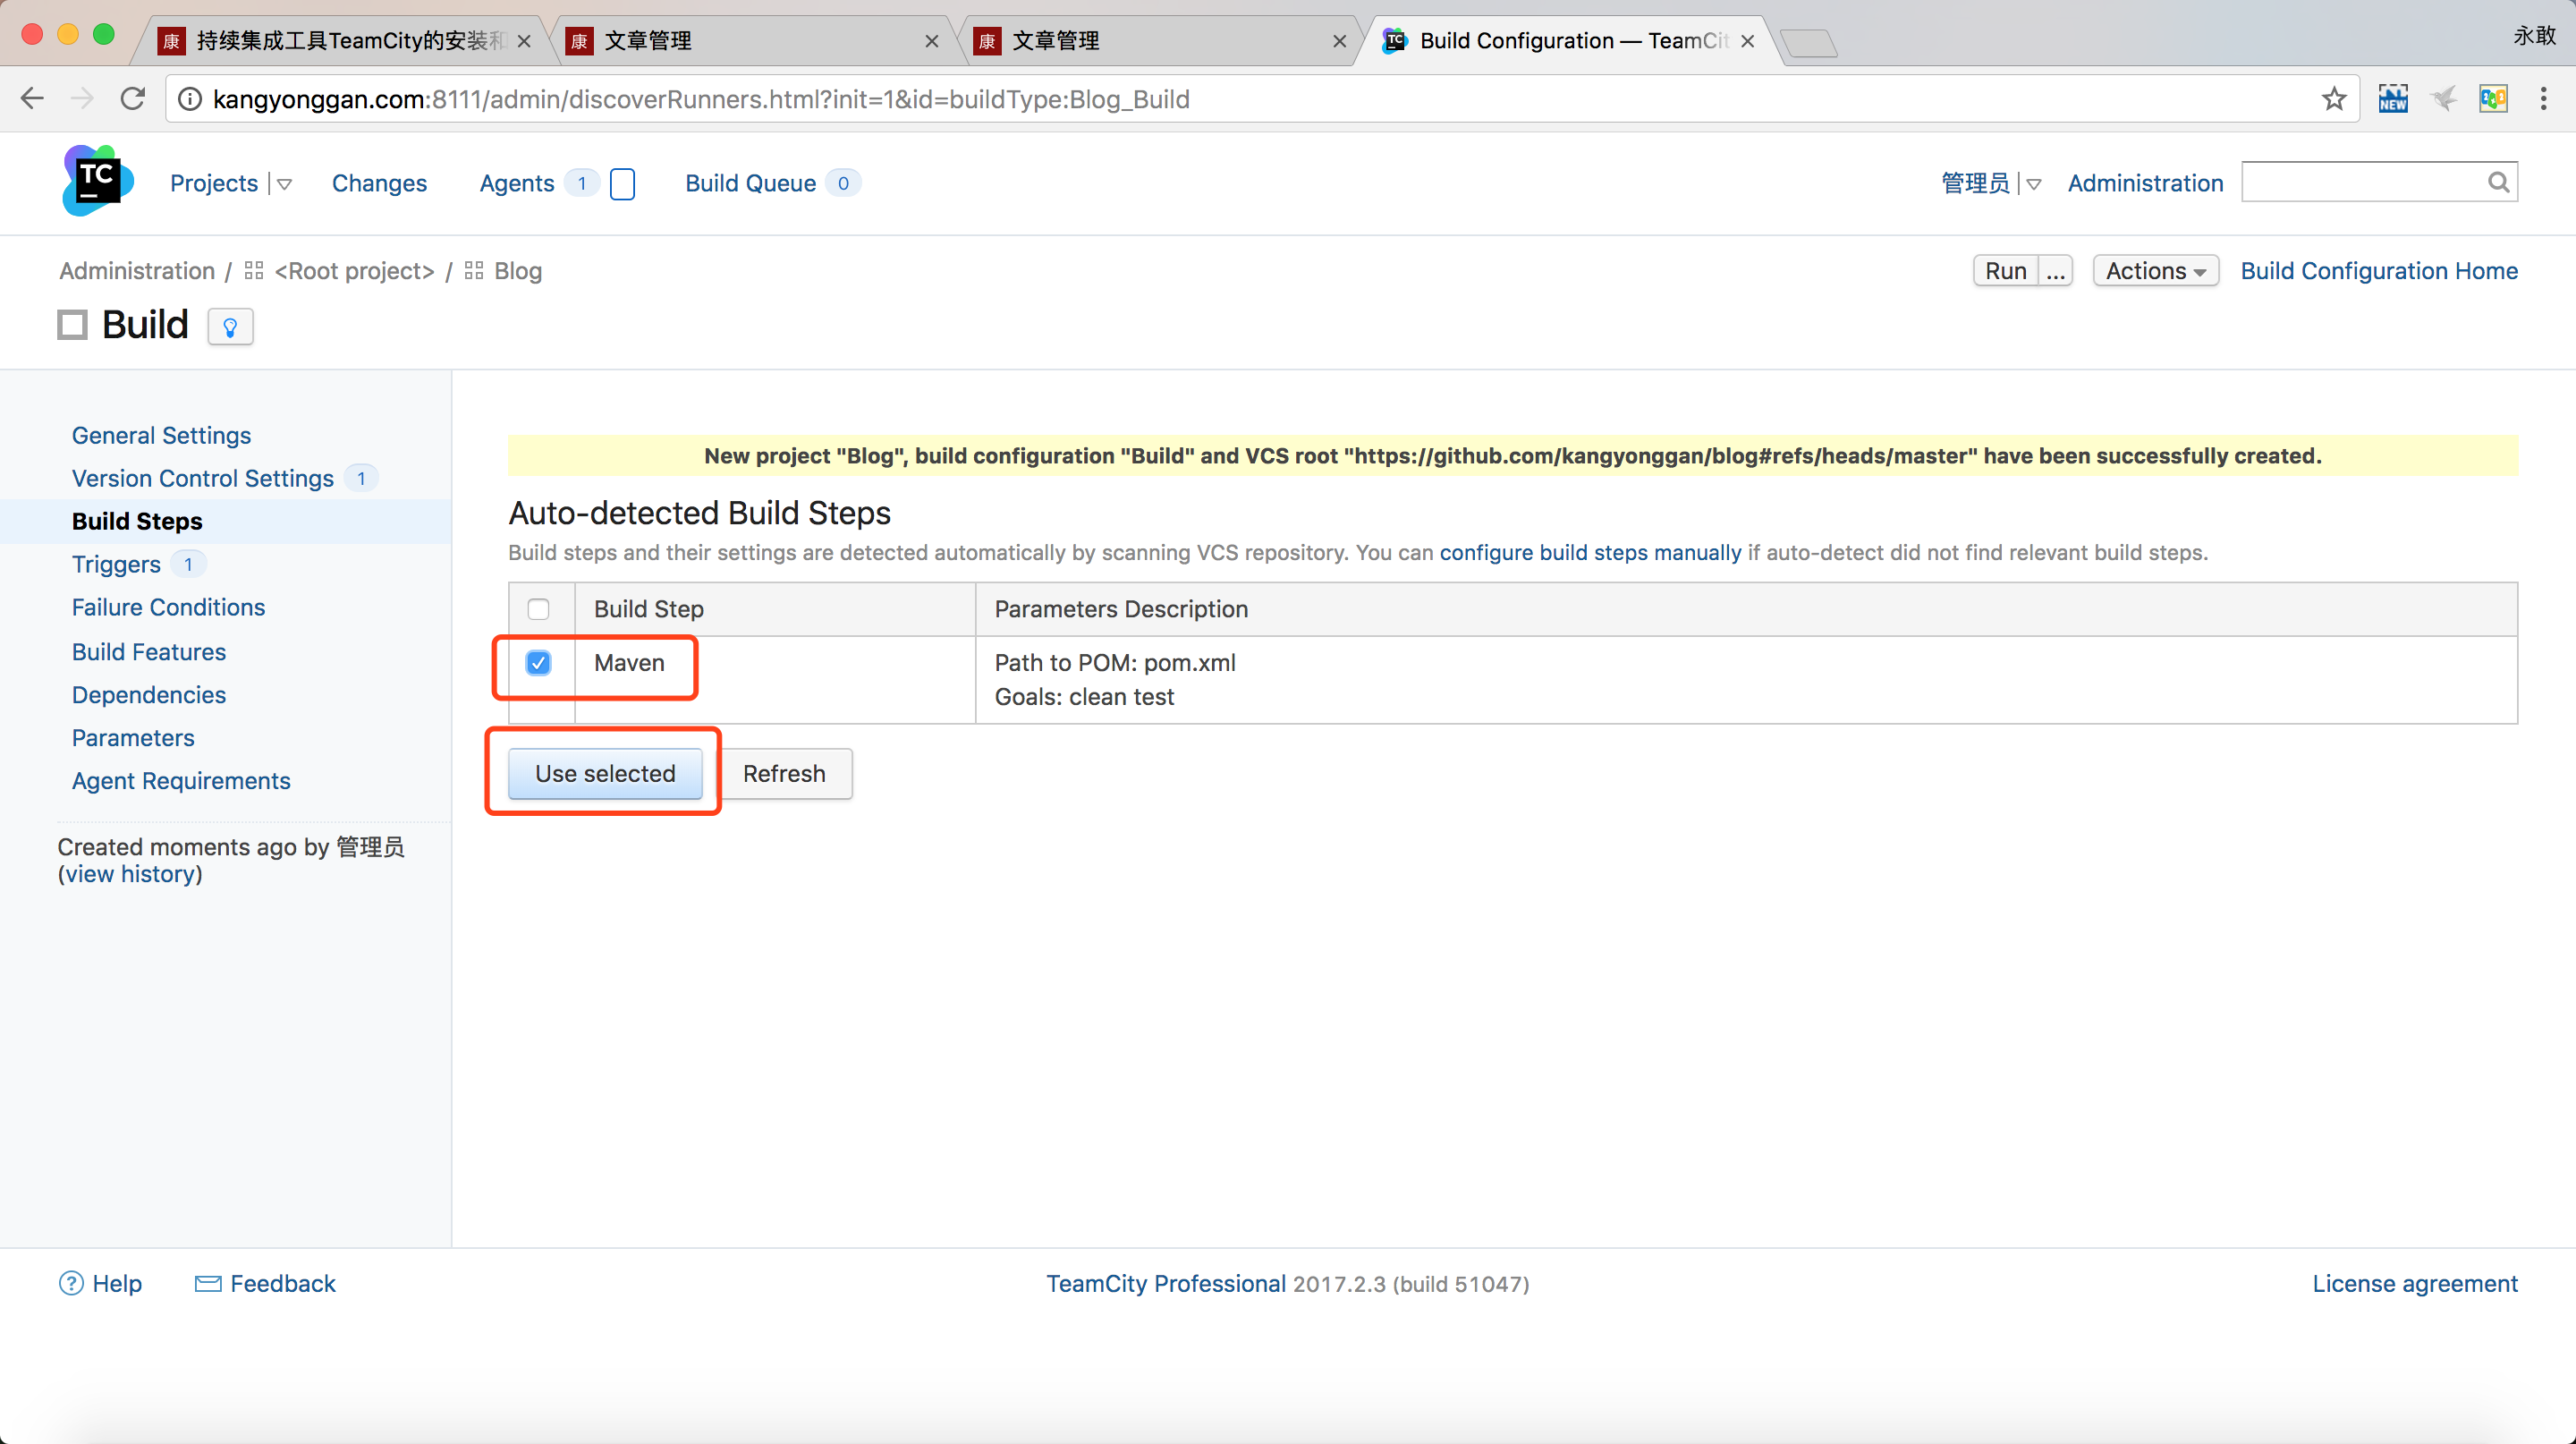 康 持续集成工具TeamCity的安装和
康 文章管理
康 文章管理
TC Build Configuration — TeamCit
永敢
kangyonggan.com:8111/admin/discoverRunners.html?init=1&id=buildType:Blog_Build
NEW
TC
Projects
Changes
Agents 1
Build Queue 0
管理员
Administration
Administration / <Root project> / Blog
Run ...
Actions
Build Configuration Home
Build
General Settings
Version Control Settings 1
Build Steps
Triggers 1
Failure Conditions
Build Features
Dependencies
Parameters
Agent Requirements
Created moments ago by 管理员
(view history)
New project "Blog", build configuration "Build" and VCS root "https://github.com/kangyonggan/blog#refs/heads/master" have been successfully created.
Auto-detected Build Steps
Build steps and their settings are detected automatically by scanning VCS repository. You can configure build steps manually if auto-detect did not find relevant build steps.
Build Step
Parameters Description
Maven
Path to POM: pom.xml
Goals: clean test
Use selected
Refresh
? Help
Feedback
TeamCity Professional 2017.2.3 (build 51047)
License agreement